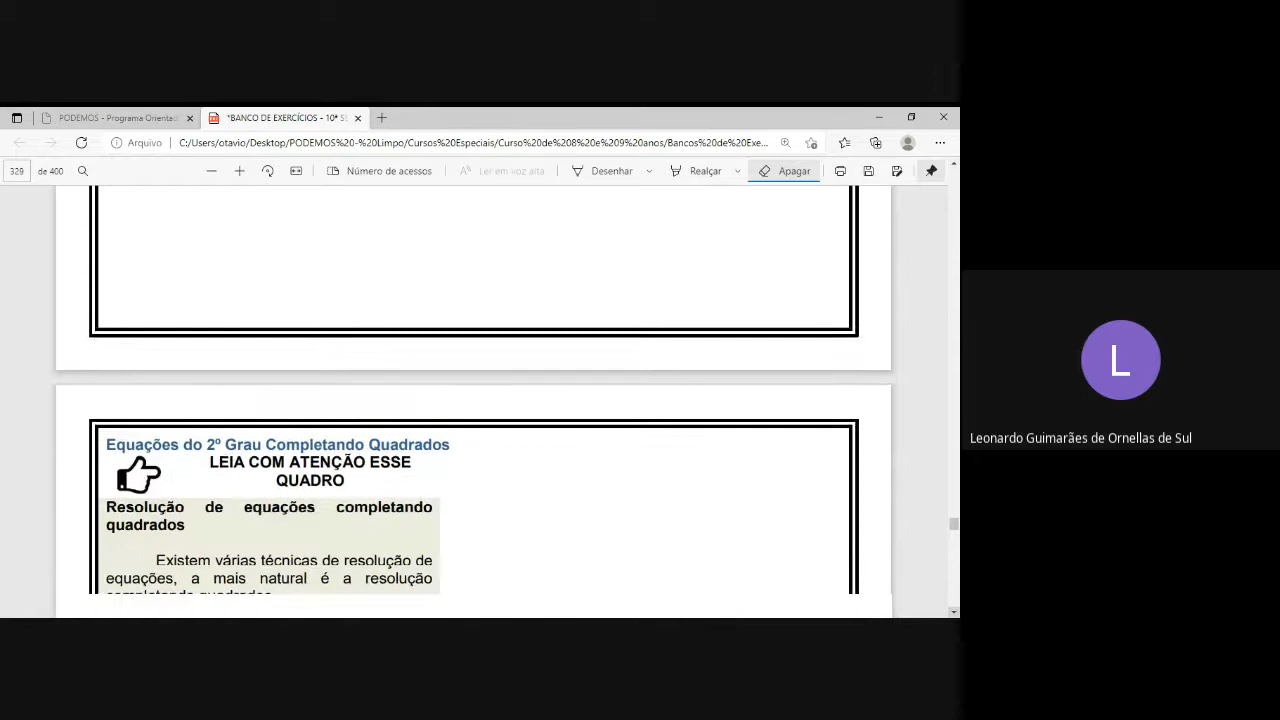 PODEMOS - Programa Orientad
*BANCO DE EXERCÍCIOS - 10ª S
Arquivo
C:/Users/otavio/Desktop/PODEMOS%20-%20Limpo/Cursos%20Especiais/Curso%20de%208%20e%209%20anos/Bancos%20de%20Exe...
329
de 400
Número de acessos
Ler em voz alta
Desenhar
Realçar
Apagar
Equações do 2º Grau Completando Quadrados
LEIA COM ATENÇÃO ESSE
QUADRO
Resolução de equações completando
quadrados
Existem várias técnicas de resolução de
equações, a mais natural é a resolução
completando quadrados
L
Leonardo Guimarães de Ornellas de Sul